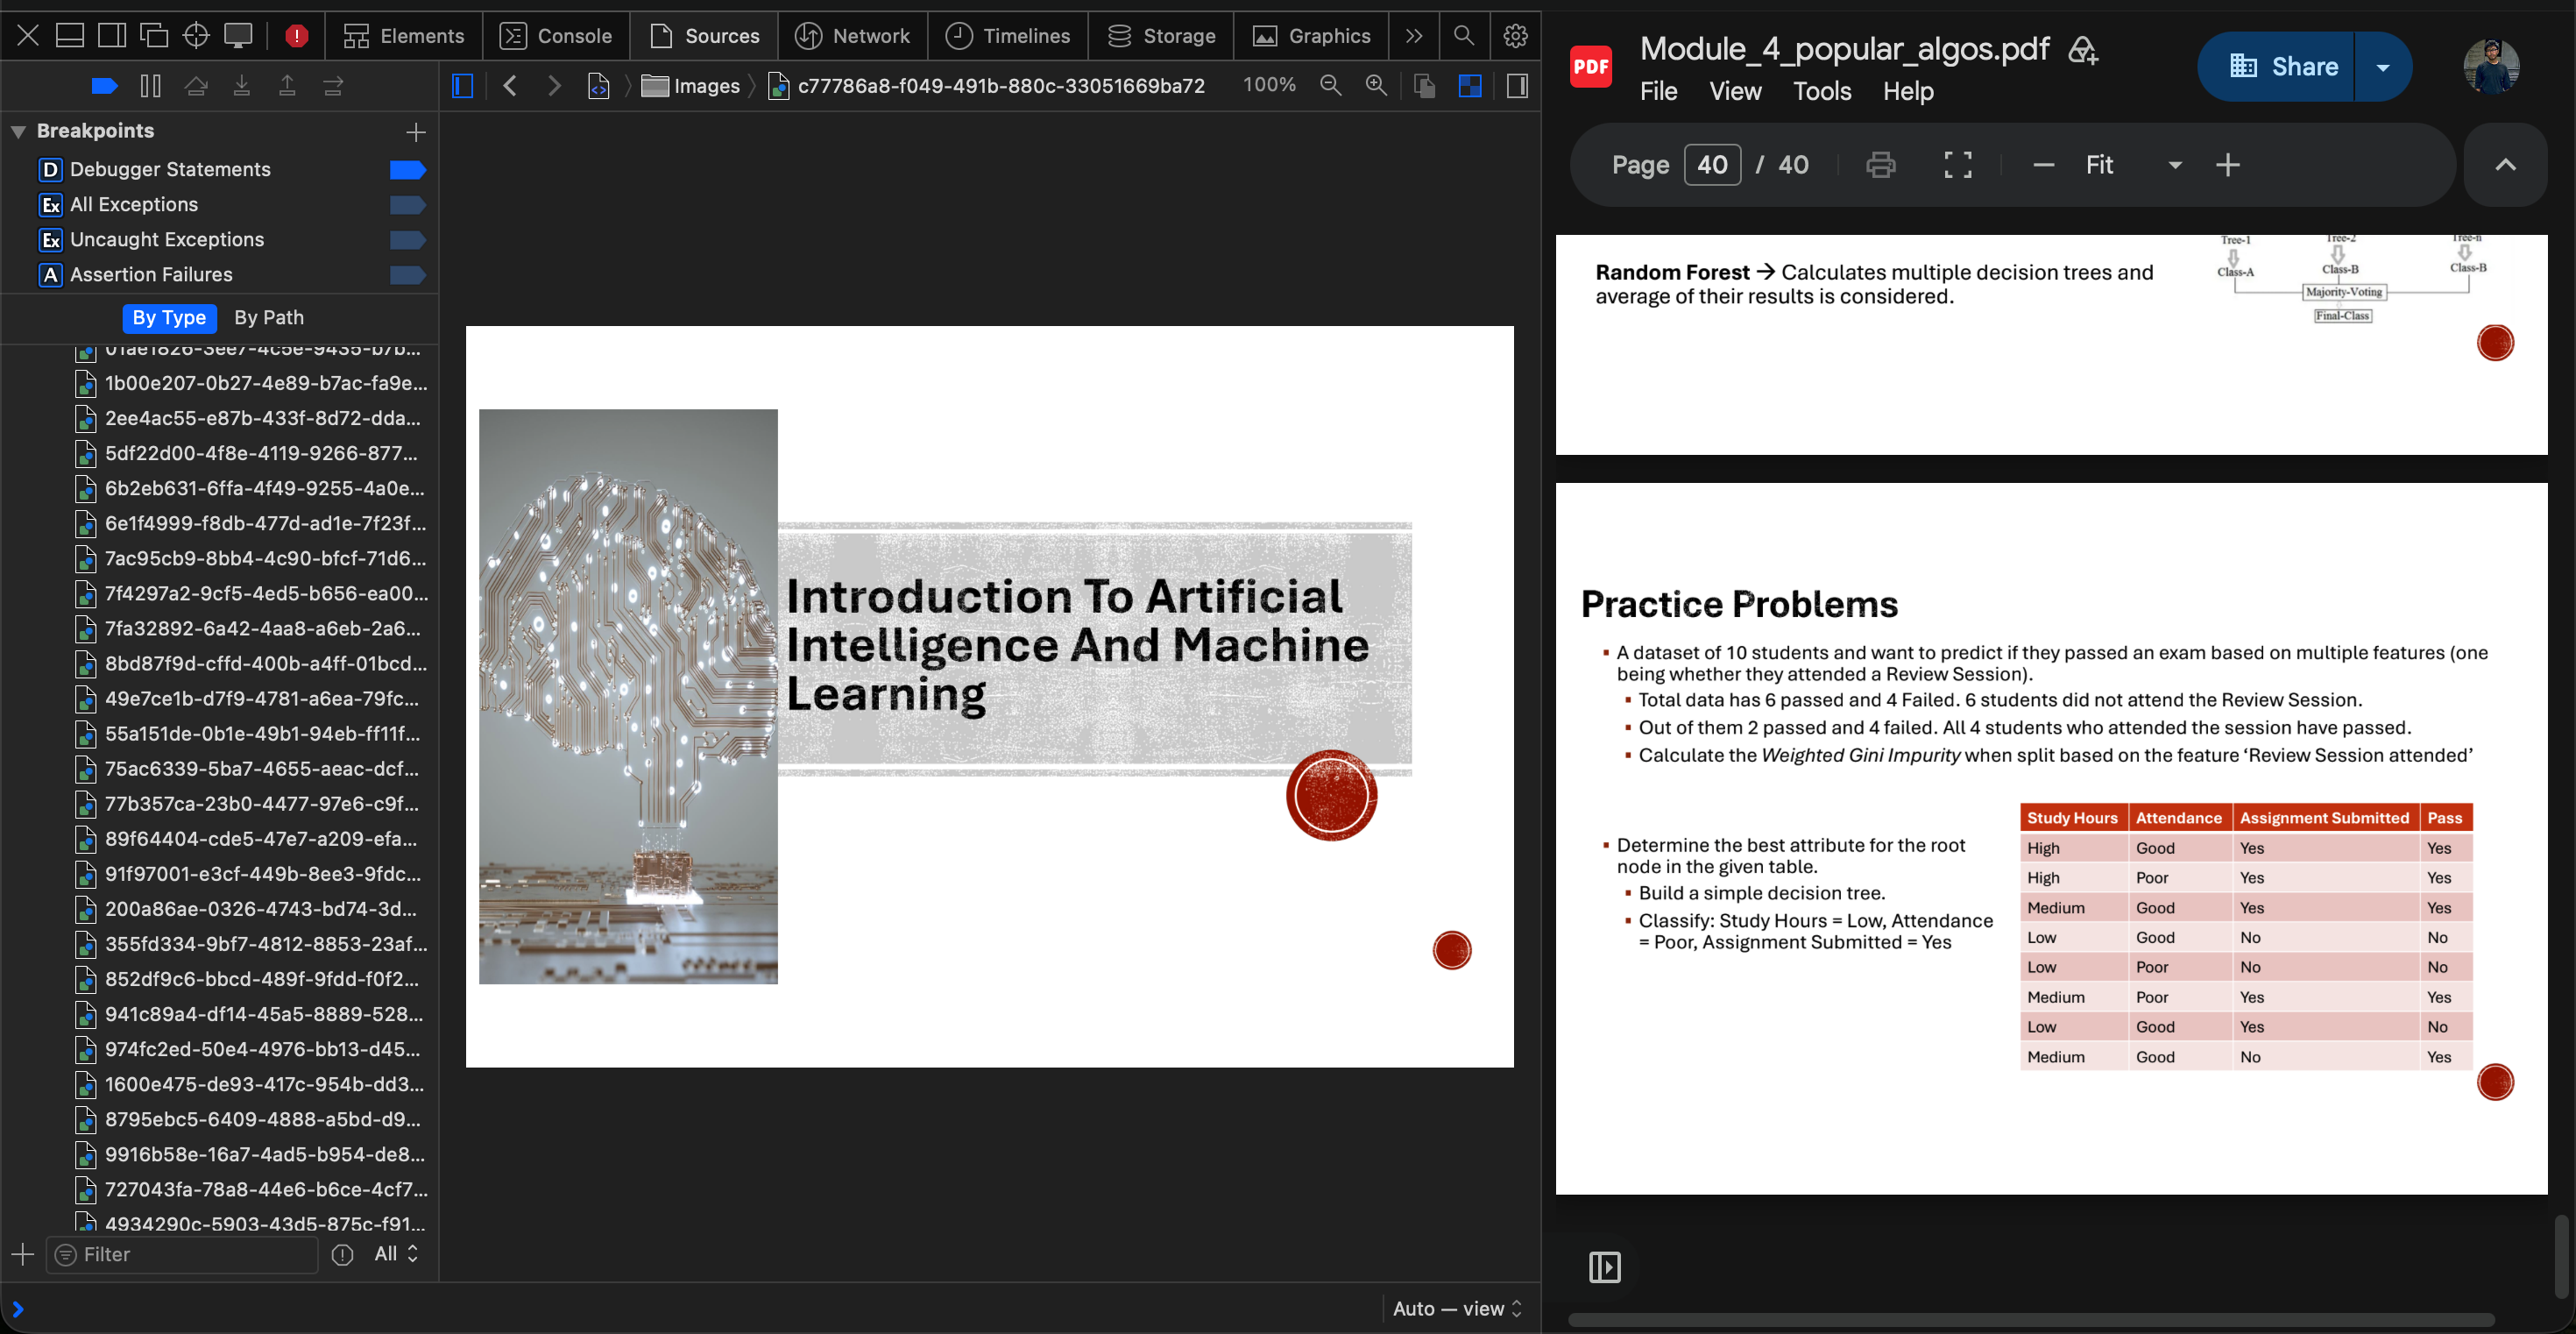 Elements
Console
Sources
Network
Timelines
Storage
Graphics
Images
c77786a8-f049-491b-880c-33051669ba72
100%
Breakpoints
D Debugger Statements
Ex All Exceptions
Ex Uncaught Exceptions
A Assertion Failures
By Type By Path
1b00e207-0b27-4e89-b7ac-fa9e...
2ee4ac55-e87b-433f-8d72-dda...
5df22d00-4f8e-4119-9266-877...
6b2eb631-6ffa-4f49-9255-4a0e...
6e1f4999-f8db-477d-ad1e-7f23f...
7ac95cb9-8bb4-4c90-bfcf-71d6...
7f4297a2-9cf5-4ed5-b656-ea00...
7fa32892-6a42-4aa8-a6eb-2a6...
8bd87f9d-cffd-400b-a4ff-01bcd...
49e7ce1b-d7f9-4781-a6ea-79fc...
55a151de-0b1e-49b1-94eb-ff11f...
75ac6339-5ba7-4655-aeac-dcf...
77b357ca-23b0-4477-97e6-c9f...
89f64404-cde5-47e7-a209-efa...
91f97001-e3cf-449b-8ee3-9fdc...
200a86ae-0326-4743-bd74-3d...
355fd334-9bf7-4812-8853-23af...
852df9c6-bbcd-489f-9fdd-f0f2...
941c89a4-df14-45a5-8889-528...
974fc2ed-50e4-4976-bb13-d45...
1600e475-de93-417c-954b-dd3...
8795ebc5-6409-4888-a5bd-d9...
9916b58e-16a7-4ad5-b954-de8...
727043fa-78a8-44e6-b6ce-4cf7...
4934290c-5903-43d5-875c-f91...
Filter
All
Introduction To Artificial
Intelligence And Machine
Learning
Auto — view
PDF
Module_4_popular_algos.pdf
File View Tools Help
Share
Page 40 / 40
Fit
Random Forest → Calculates multiple decision trees and
average of their results is considered.
Tree-1 Tree-2 Tree-n
Class-A Class-B Class-B
Majority-Voting
Final-Class
Practice Problems
▪ A dataset of 10 students and want to predict if they passed an exam based on multiple features (one
being whether they attended a Review Session).
▪ Total data has 6 passed and 4 Failed. 6 students did not attend the Review Session.
▪ Out of them 2 passed and 4 failed. All 4 students who attended the session have passed.
▪ Calculate the Weighted Gini Impurity when split based on the feature ‘Review Session attended’
▪ Determine the best attribute for the root
node in the given table.
▪ Build a simple decision tree.
▪ Classify: Study Hours = Low, Attendance
= Poor, Assignment Submitted = Yes
Study Hours Attendance Assignment Submitted Pass
High Good Yes Yes
High Poor Yes Yes
Medium Good Yes Yes
Low Good No No
Low Poor No No
Medium Poor Yes Yes
Low Good Yes No
Medium Good No Yes